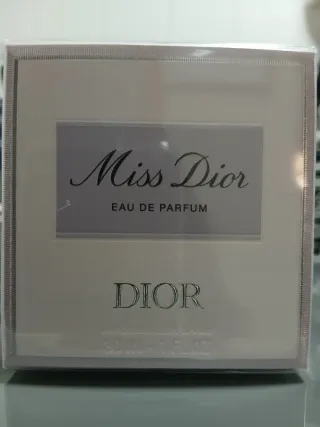 Miss Dior
EAU DE PARFUM
DIOR